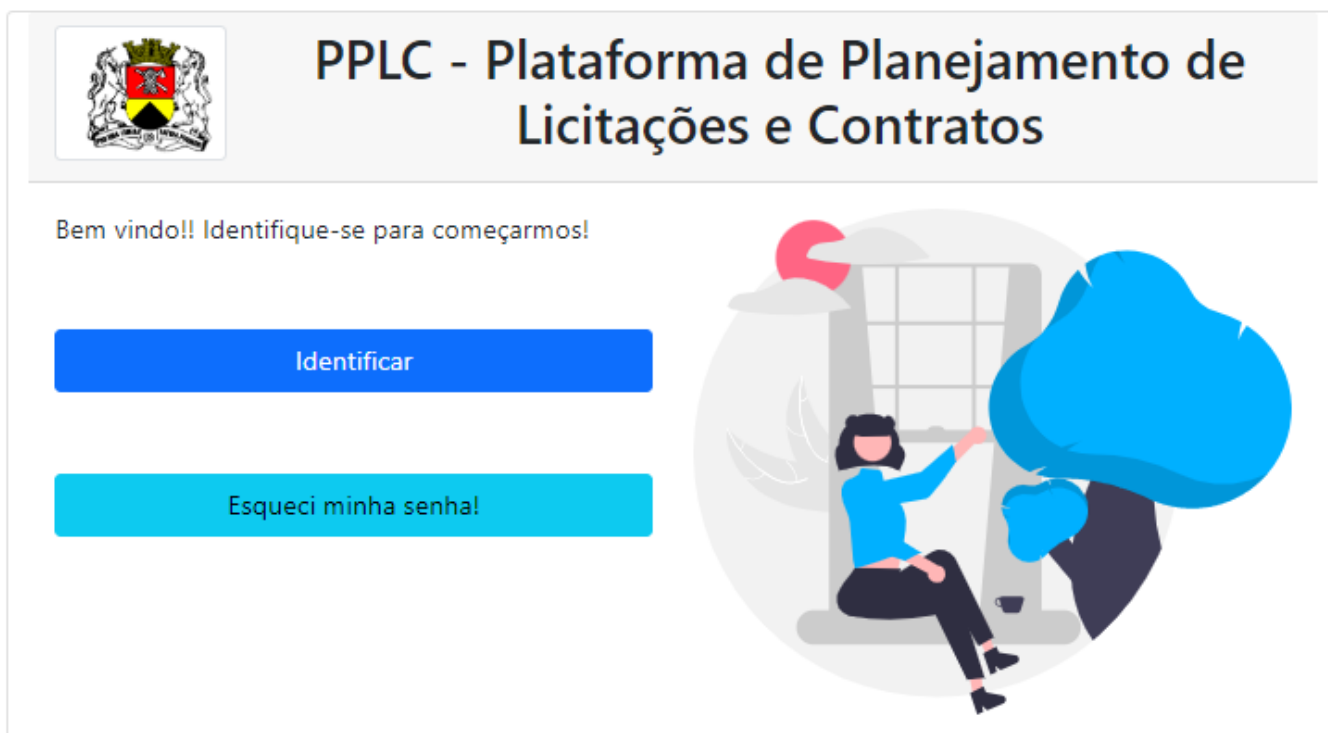 PPLC - Plataforma de Planejamento de
Licitações e Contratos
Bem vindo!! Identifique-se para começarmos!
Identificar
Esqueci minha senha!